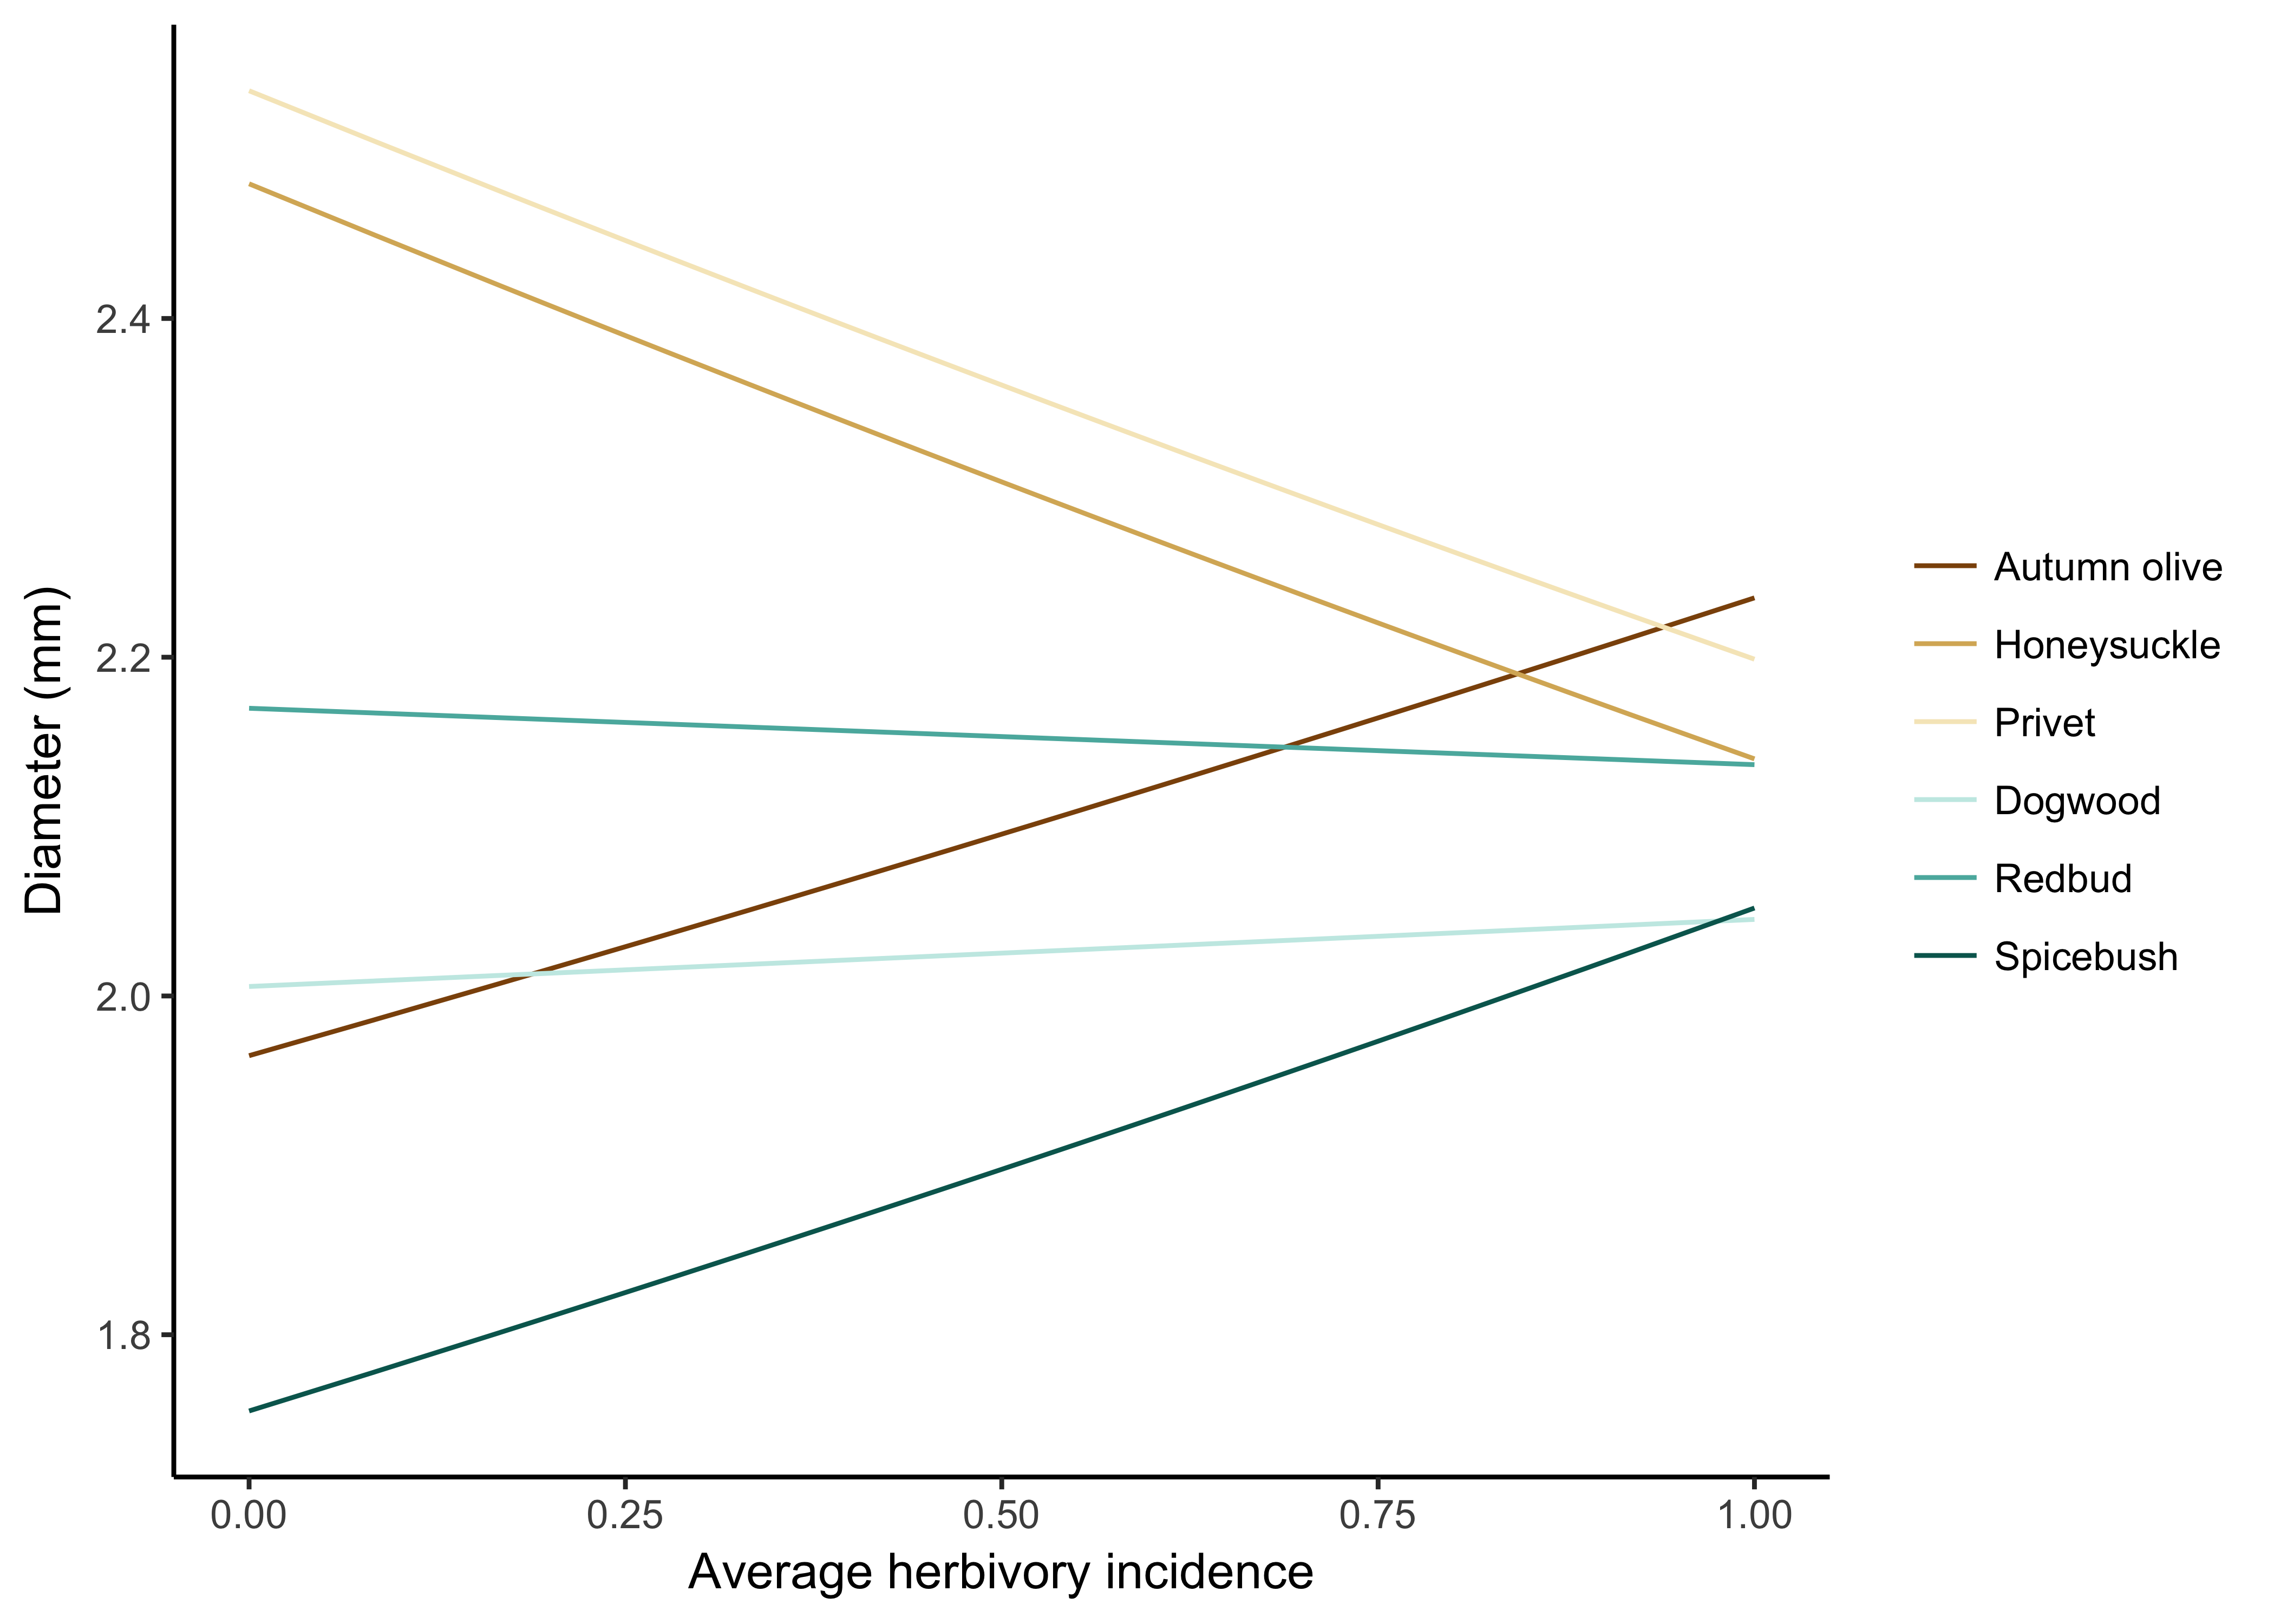 Diameter (mm)
2.4
2.2
2.0
1.8
0.00 0.25 0.50 0.75 1.00
Average herbivory incidence
Autumn olive
Honeysuckle
Privet
Dogwood
Redbud
Spicebush